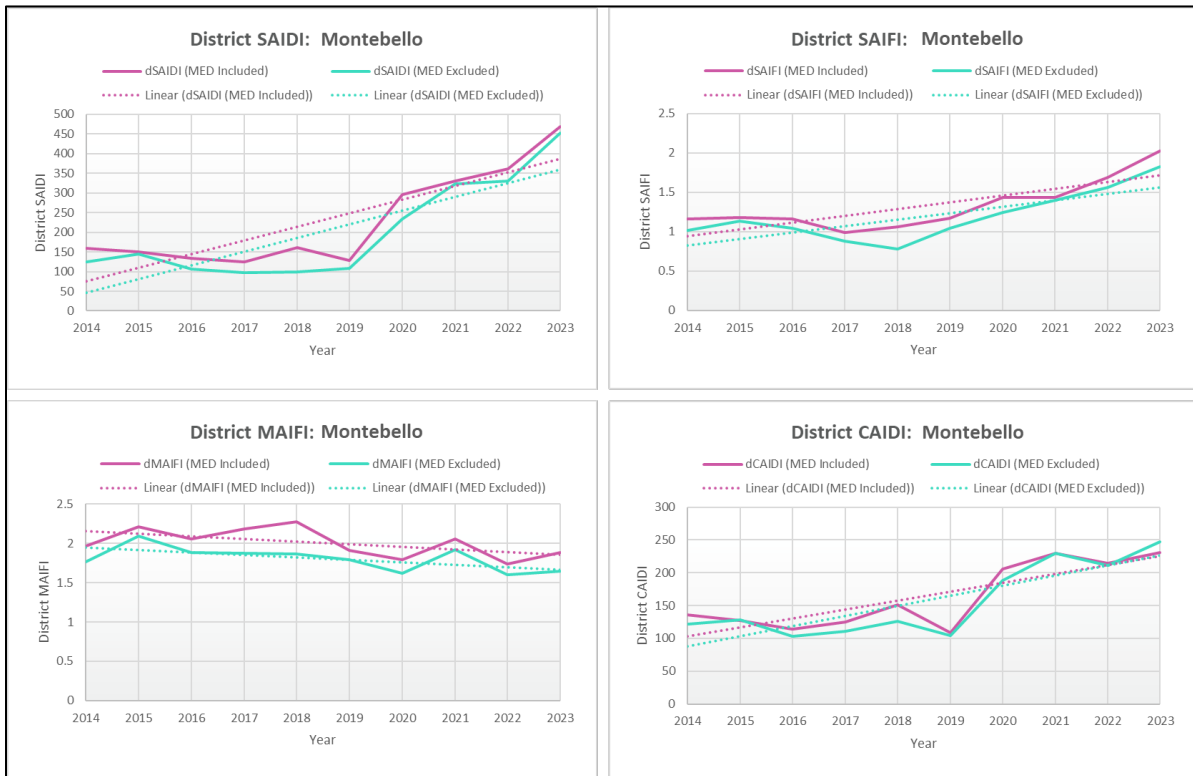 District SAIDI: Montebello
dSAIDI (MED Included)
dSAIDI (MED Excluded)
Linear (dSAIDI (MED Included))
Linear (dSAIDI (MED Excluded))
500
450
400
350
300
250
200
150
100
50
0
District SAIDI
2014 2015 2016 2017 2018 2019 2020 2021 2022 2023
Year
District SAIFI: Montebello
dSAIFI (MED Included)
dSAIFI (MED Excluded)
Linear (dSAIFI (MED Included))
Linear (dSAIFI (MED Excluded))
2.5
2
1.5
1
0.5
0
District SAIFI
2014 2015 2016 2017 2018 2019 2020 2021 2022 2023
Year
District MAIFI: Montebello
dMAIFI (MED Included)
dMAIFI (MED Excluded)
Linear (dMAIFI (MED Included))
Linear (dMAIFI (MED Excluded))
2.5
2
1.5
1
0.5
0
District MAIFI
2014 2015 2016 2017 2018 2019 2020 2021 2022 2023
Year
District CAIDI: Montebello
dCAIDI (MED Included)
dCAIDI (MED Excluded)
Linear (dCAIDI (MED Included))
Linear (dCAIDI (MED Excluded))
300
250
200
150
100
50
0
District CAIDI
2014 2015 2016 2017 2018 2019 2020 2021 2022 2023
Year